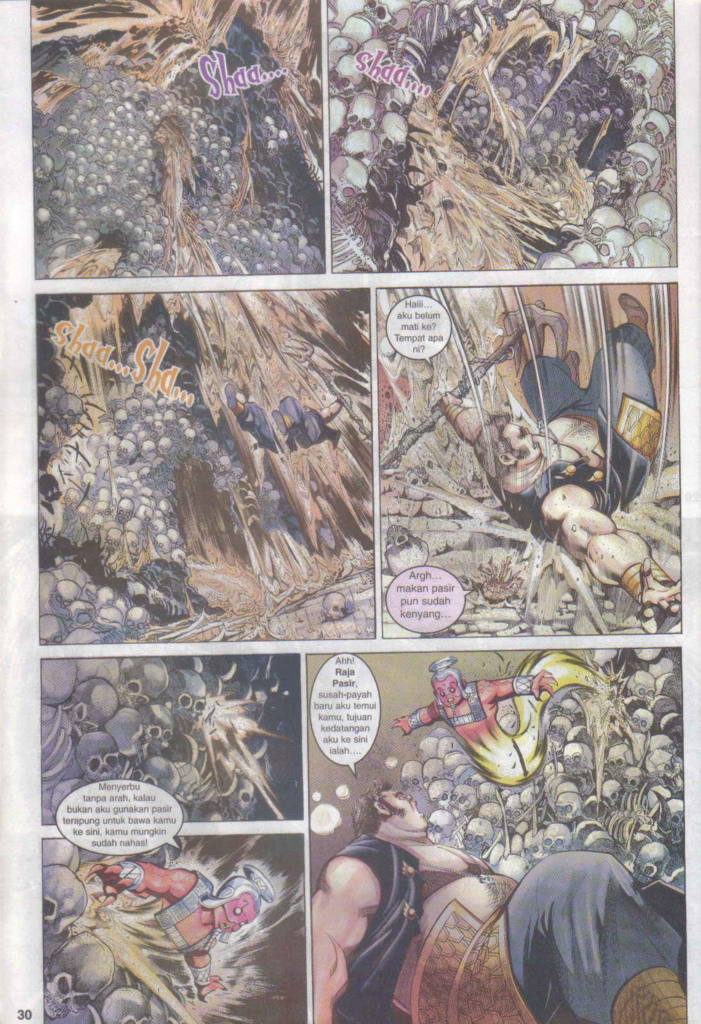 Shaa....
Shaa....
Shaa...Sha...
Haiii...
aku belum
mati ke?
Tempat apa
ni?
Argh...
makan pasir
pun sudah
kenyang...
Menyerbu
tanpa arah, kalau
bukan aku gunakan pasir
terapung untuk bawa kamu
ke sini, kamu mungkin
sudah nahas!
Ahh!
Raja
Pasir,
susah-payah
baru aku temui
kamu, tujuan
kedatangan
aku ke sini
ialah....
30